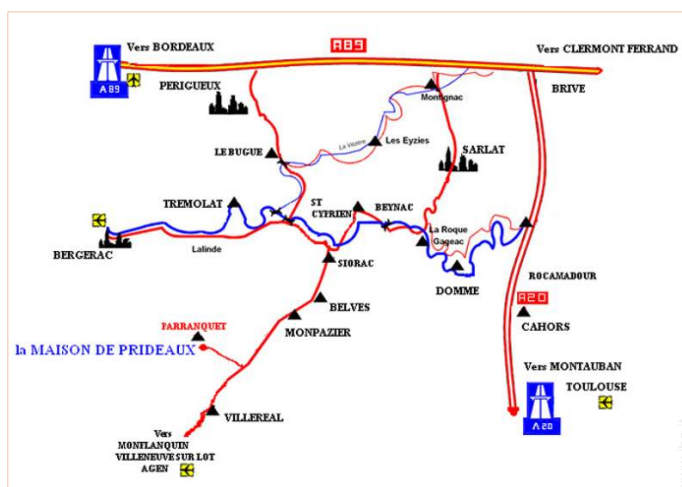 A89
Vers BORDEAUX
Vers CLERMONT FERRAND
A 89
PERIGUEUX
BRIVE
Montignac
La Vézère
Les Eyzies
LE BUGUE
SARLAT
TREMOLAT
ST
CYPRIEN
BEYNAC
La Roque
Gageac
BERGERAC
Lalinde
SIORAC
DOMME
ROCAMADOUR
A20
BELVES
MONPAZIER
CAHORS
PARRANQUET
la MAISON DE PRIDEAUX
Vers MONTAUBAN
TOULOUSE
A 20
VILLEREAL
Vers
MONFLANQUIN
VILLENEUVE SUR LOT
AGEN